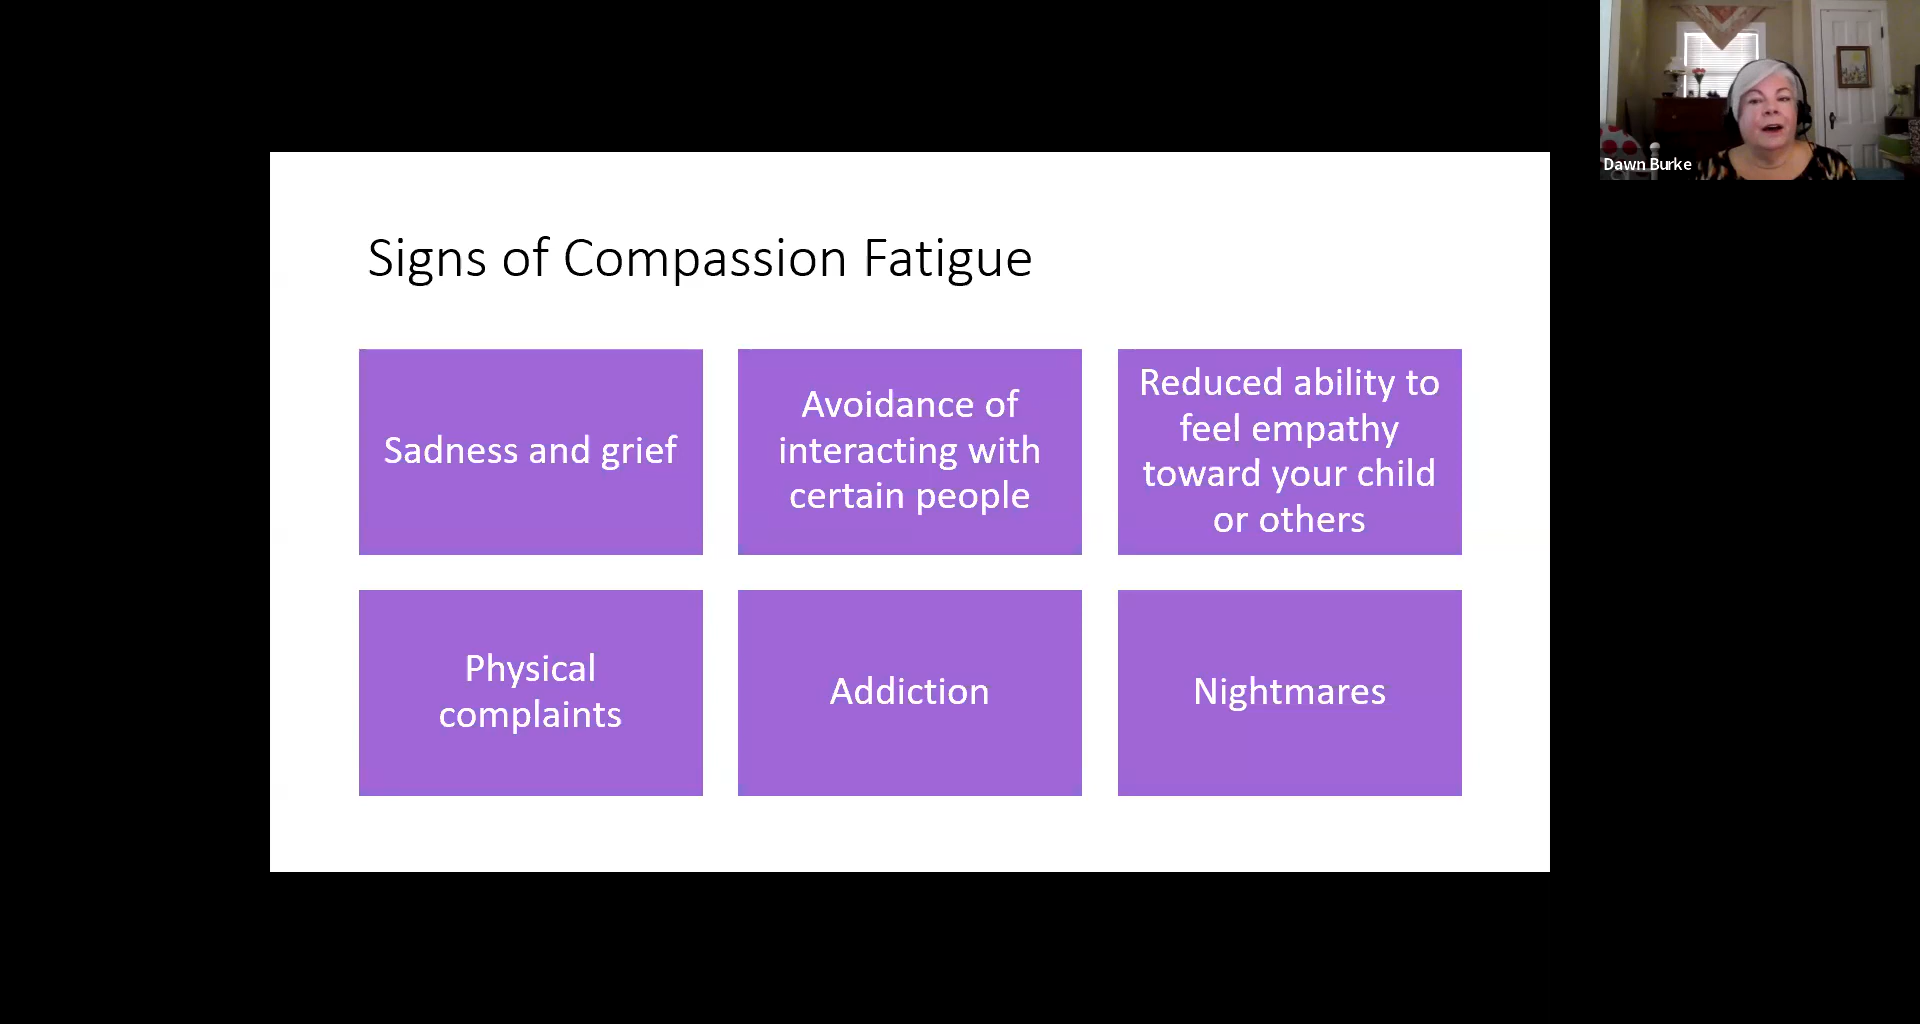 Signs of Compassion Fatigue
Sadness and grief
Avoidance of
interacting with
certain people
Reduced ability to
feel empathy
toward your child
or others
Physical
complaints
Addiction
Nightmares
Dawn Burke